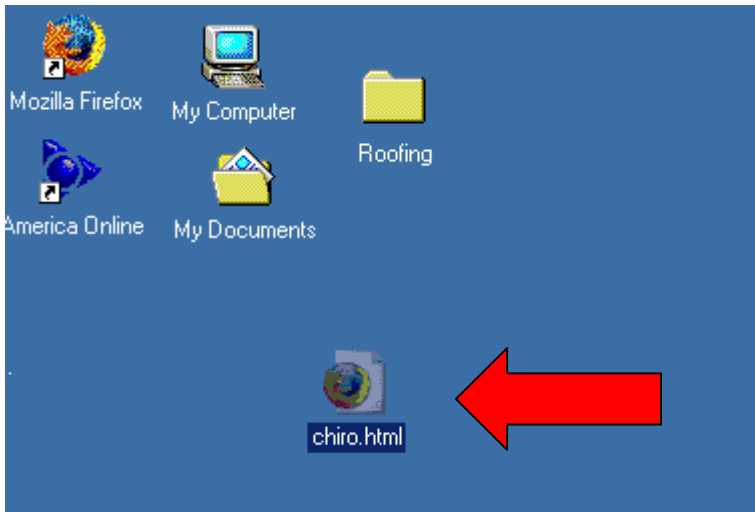 Mozilla Firefox
My Computer
Roofing
America Online
My Documents
chiro.html